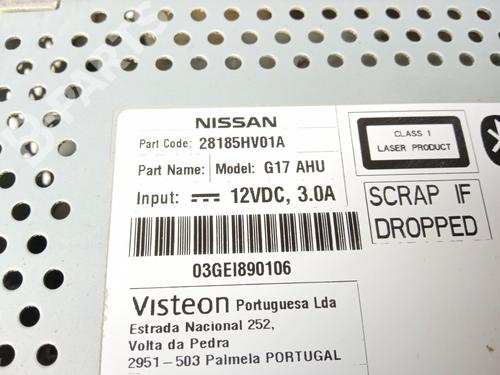 NISSAN
Part Code: 28185HV01A
Part Name: Model: G17 AHU
Input: 12VDC, 3.0A
03GEI890106
CLASS 1
LASER PRODUCT
SCRAP IF
DROPPED
Visteon Portuguesa Lda
Estrada Nacional 252,
Volta da Pedra
2951-503 Palmela PORTUGAL